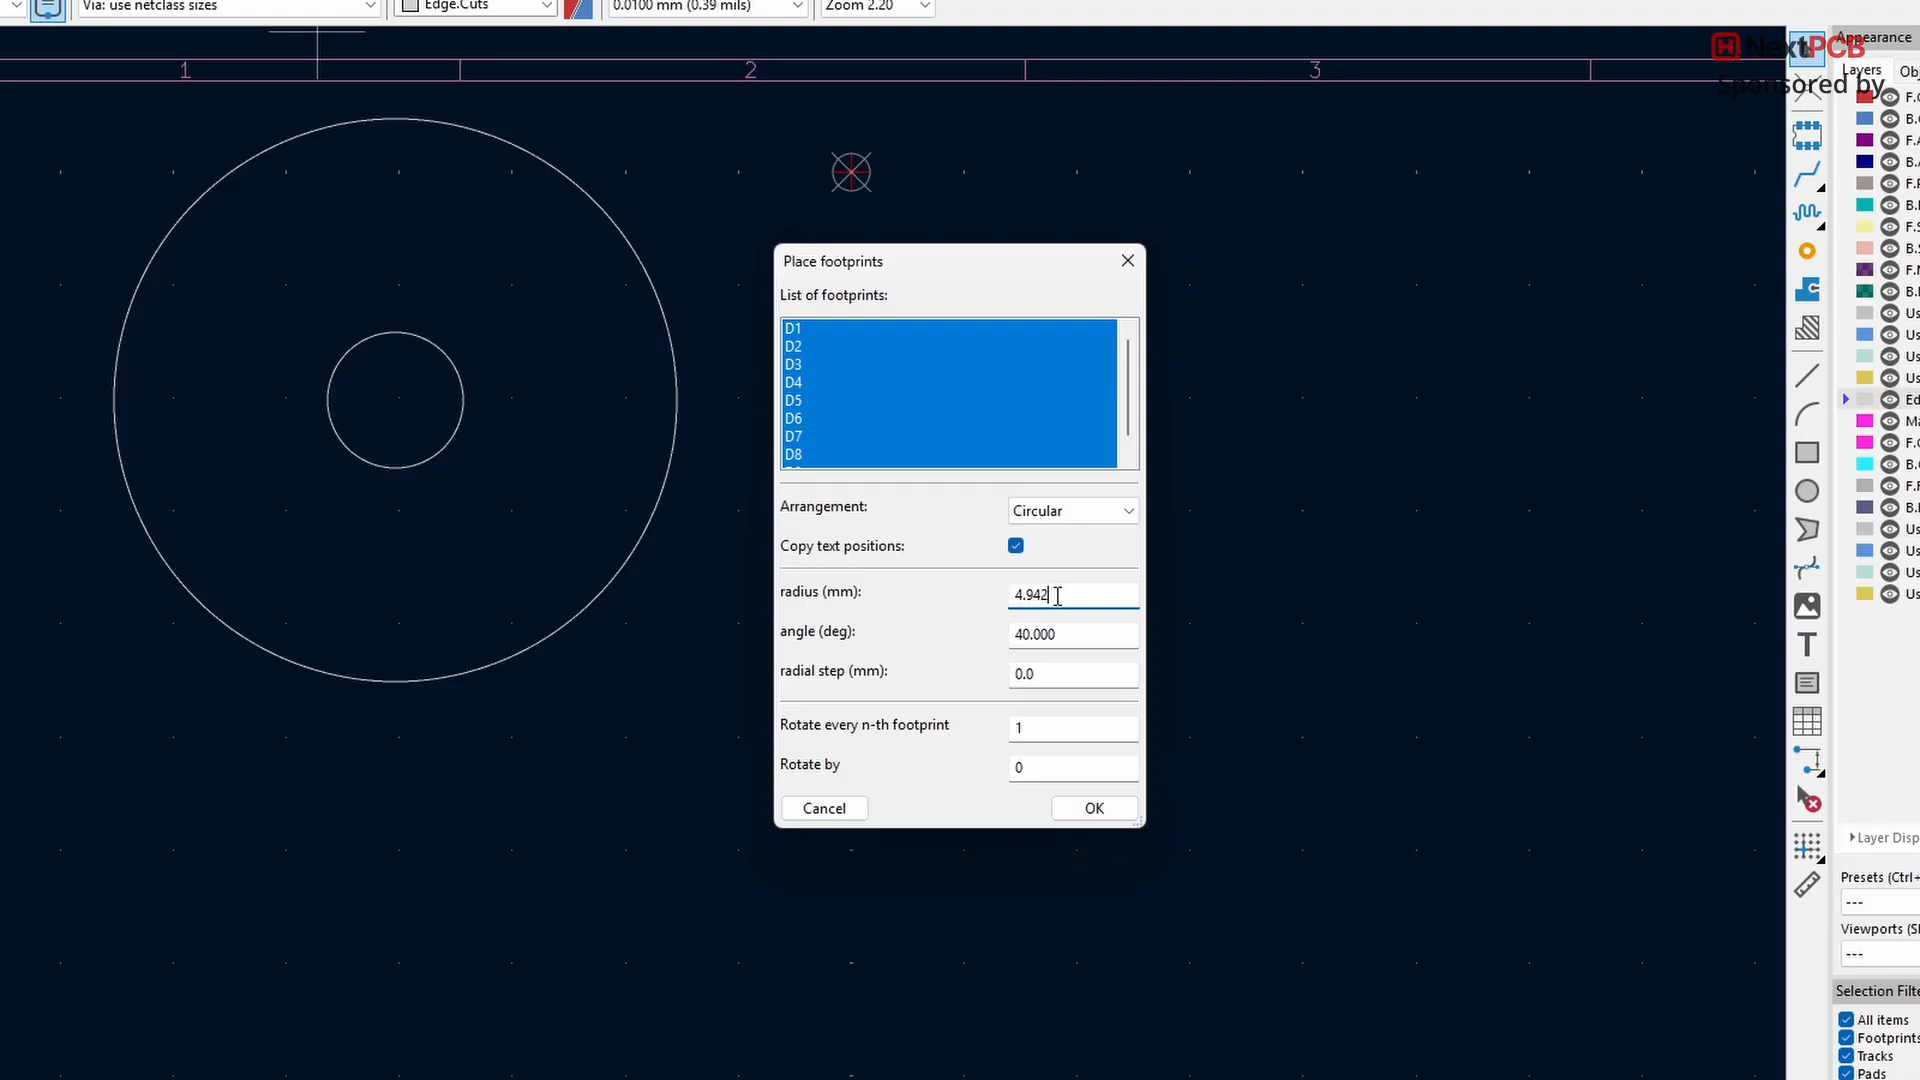 Via: use netclass sizes
Edge.Cuts
0.0100 mm (0.39 mils)
Zoom 2.20
NextPCB
Sponsored by
Appearance
Layers
1
2
3
Place footprints
List of footprints:
D1
D2
D3
D4
D5
D6
D7
D8
Arrangement:
Circular
Copy text positions:
radius (mm):
4.942
angle (deg):
40.000
radial step (mm):
0.0
Rotate every n-th footprint
1
Rotate by
0
Cancel
OK
Layer Disp
Presets (Ctrl+
---
Viewports (S
---
Selection Filte
All items
Footprints
Tracks
Pads